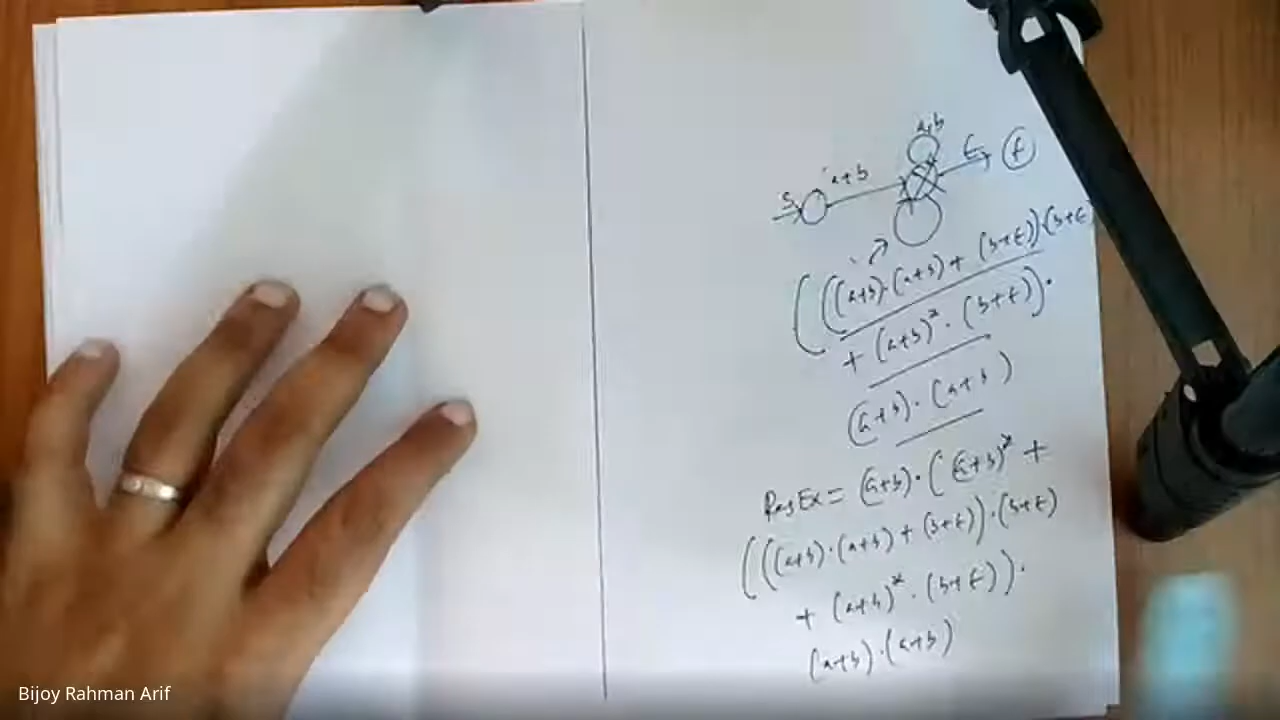 a,b
S a+b ε f
(((a+b)·(a+b) + (b+ε))·(b+ε
+ (a+b)* · (b+ε))·
(a+b)·(a+b)
RegEx = (a+b)·((a+b)* +
(((a+b)·(a+b) + (b+ε))·(b+ε)
+ (a+b)* · (b+ε))·
(a+b)·(a+b)
Bijoy Rahman Arif